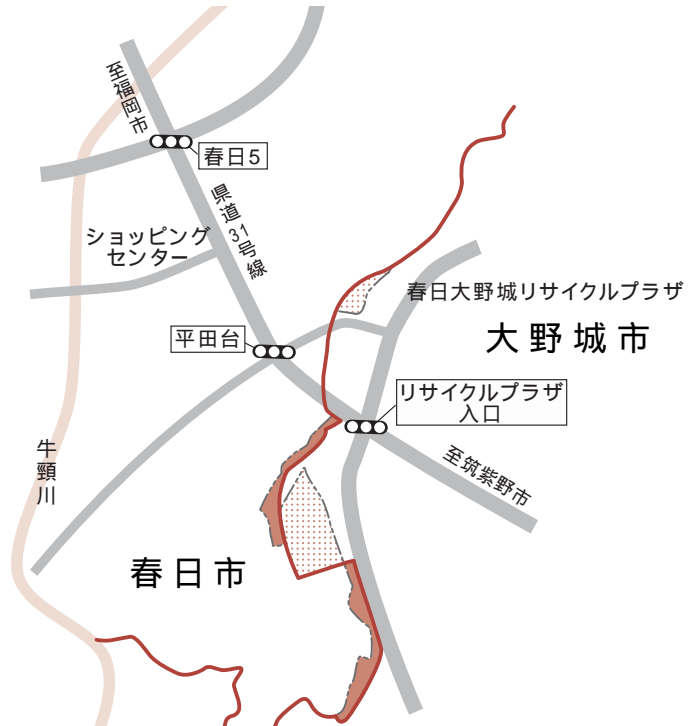 至福岡市
春日5
県道31号線
ショッピング
センター
春日大野城リサイクルプラザ
大野城市
平田台
リサイクルプラザ
入口
至筑紫野市
牛頸川
春日市